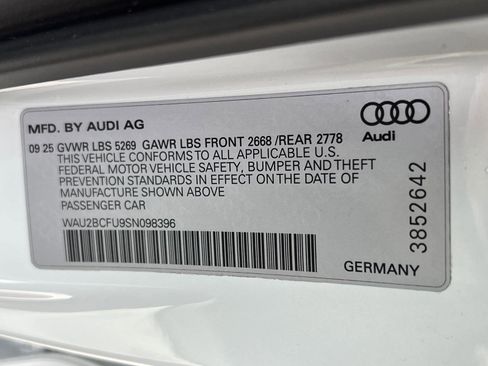 MFD. BY AUDI AG
09 25 GVWR LBS 5269 GAWR LBS FRONT 2668 /REAR 2778
THIS VEHICLE CONFORMS TO ALL APPLICABLE U.S.
FEDERAL MOTOR VEHICLE SAFETY, BUMPER AND THEFT
PREVENTION STANDARDS IN EFFECT ON THE DATE OF
MANUFACTURE SHOWN ABOVE
PASSENGER CAR
WAU2BCFU9SN098396
Audi
3852642
GERMANY